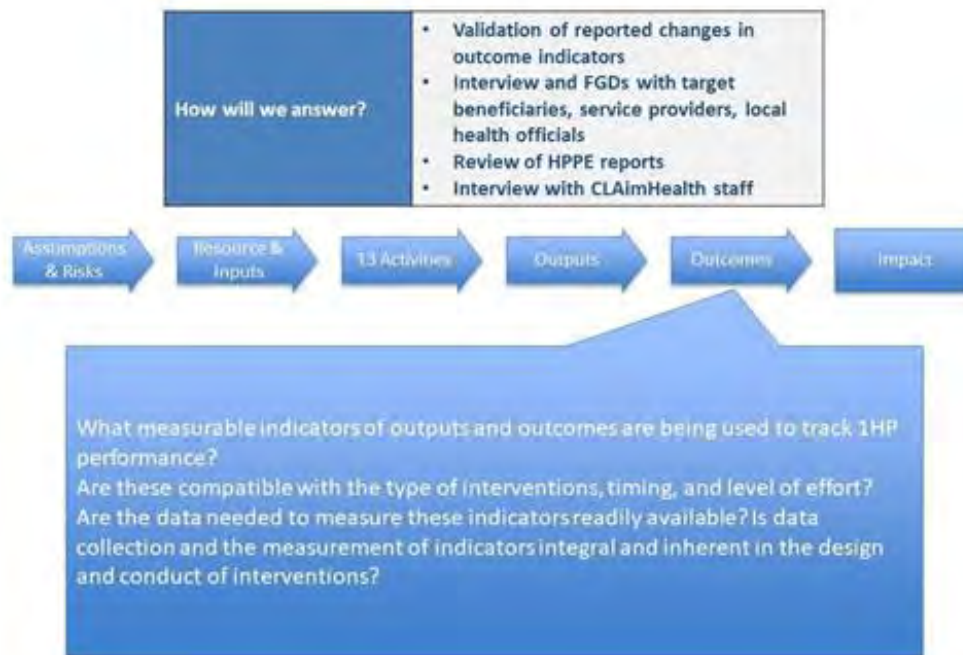 How will we answer?
• Validation of reported changes in
outcome indicators
• Interview and FGDs with target
beneficiaries, service providers, local
health officials
• Review of HPPE reports
• Interview with CLAimHealth staff
Assumptions
& Risks
Resource &
Inputs
13 Activities
Outputs
Outcomes
Impact
What measurable indicators of outputs and outcomes are being used to track 1HP
performance?
Are these compatible with the type of interventions, timing, and level of effort?
Are the data needed to measure these indicators readily available? Is data
collection and the measurement of indicators integral and inherent in the design
and conduct of interventions?